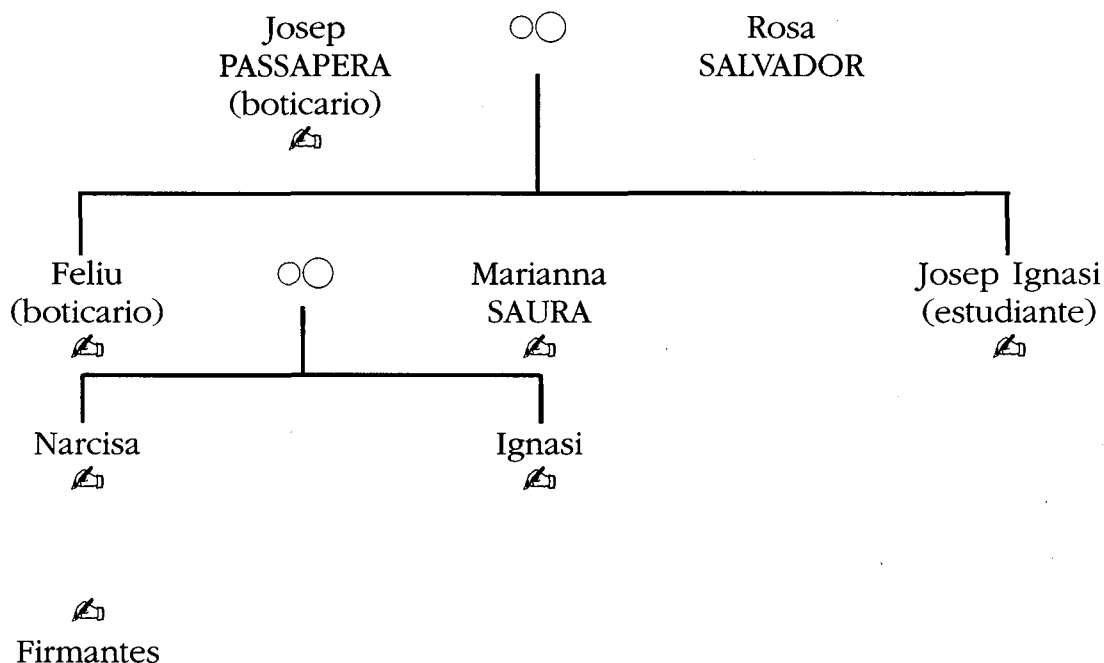 Josep
PASSAPERA
(boticario)
Rosa
SALVADOR
Feliu
(boticario)
Marianna
SAURA
Josep Ignasi
(estudiante)
Narcisa
Ignasi
Firmantes